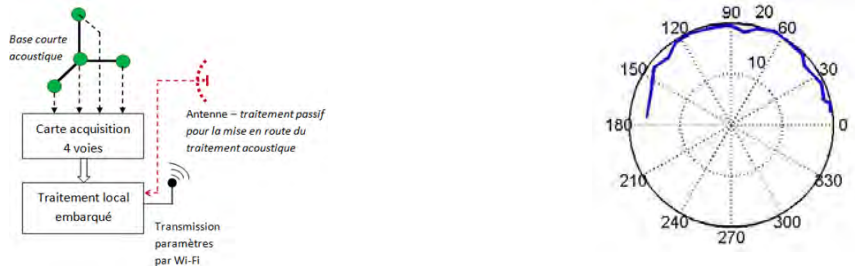 Base courte
acoustique
Carte acquisition
4 voies
Traitement local
embarqué
Antenne – traitement passif
pour la mise en route du
traitement acoustique
Transmission
paramètres
par Wi-Fi
90
20
120
60
10
150
30
180
0
210
330
240
300
270